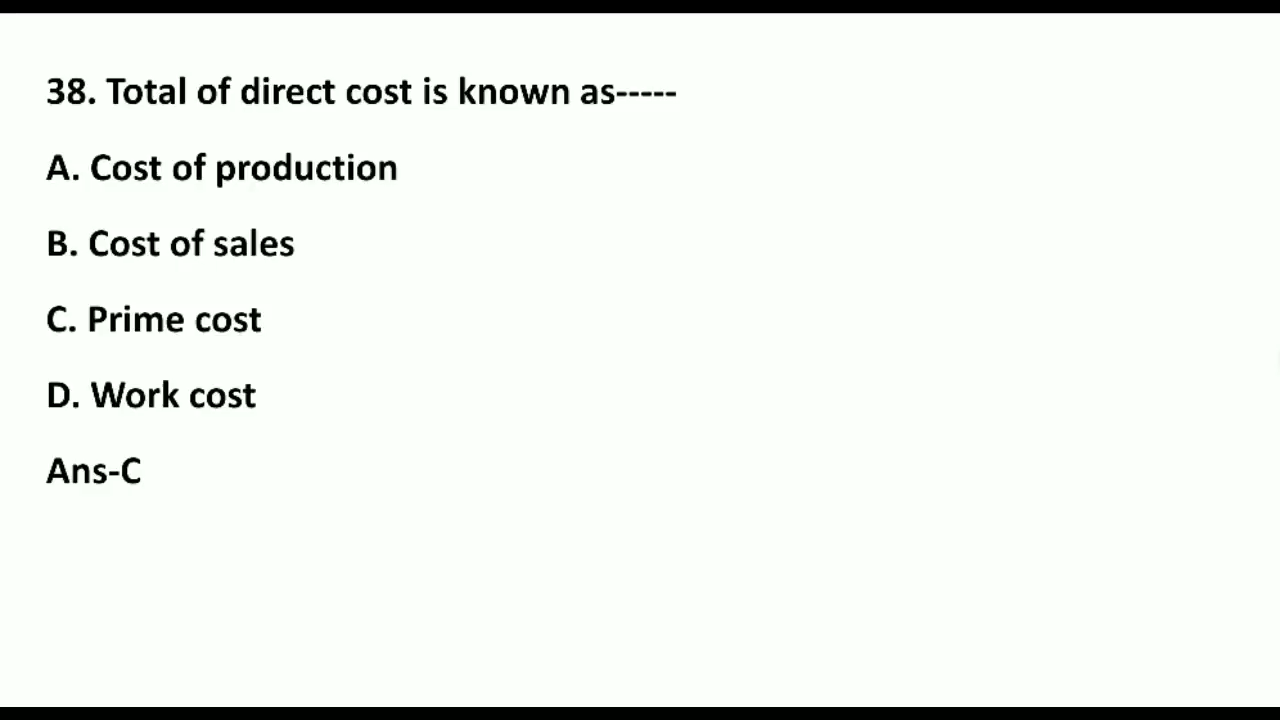 38. Total of direct cost is known as-----
A. Cost of production
B. Cost of sales
C. Prime cost
D. Work cost
Ans-C